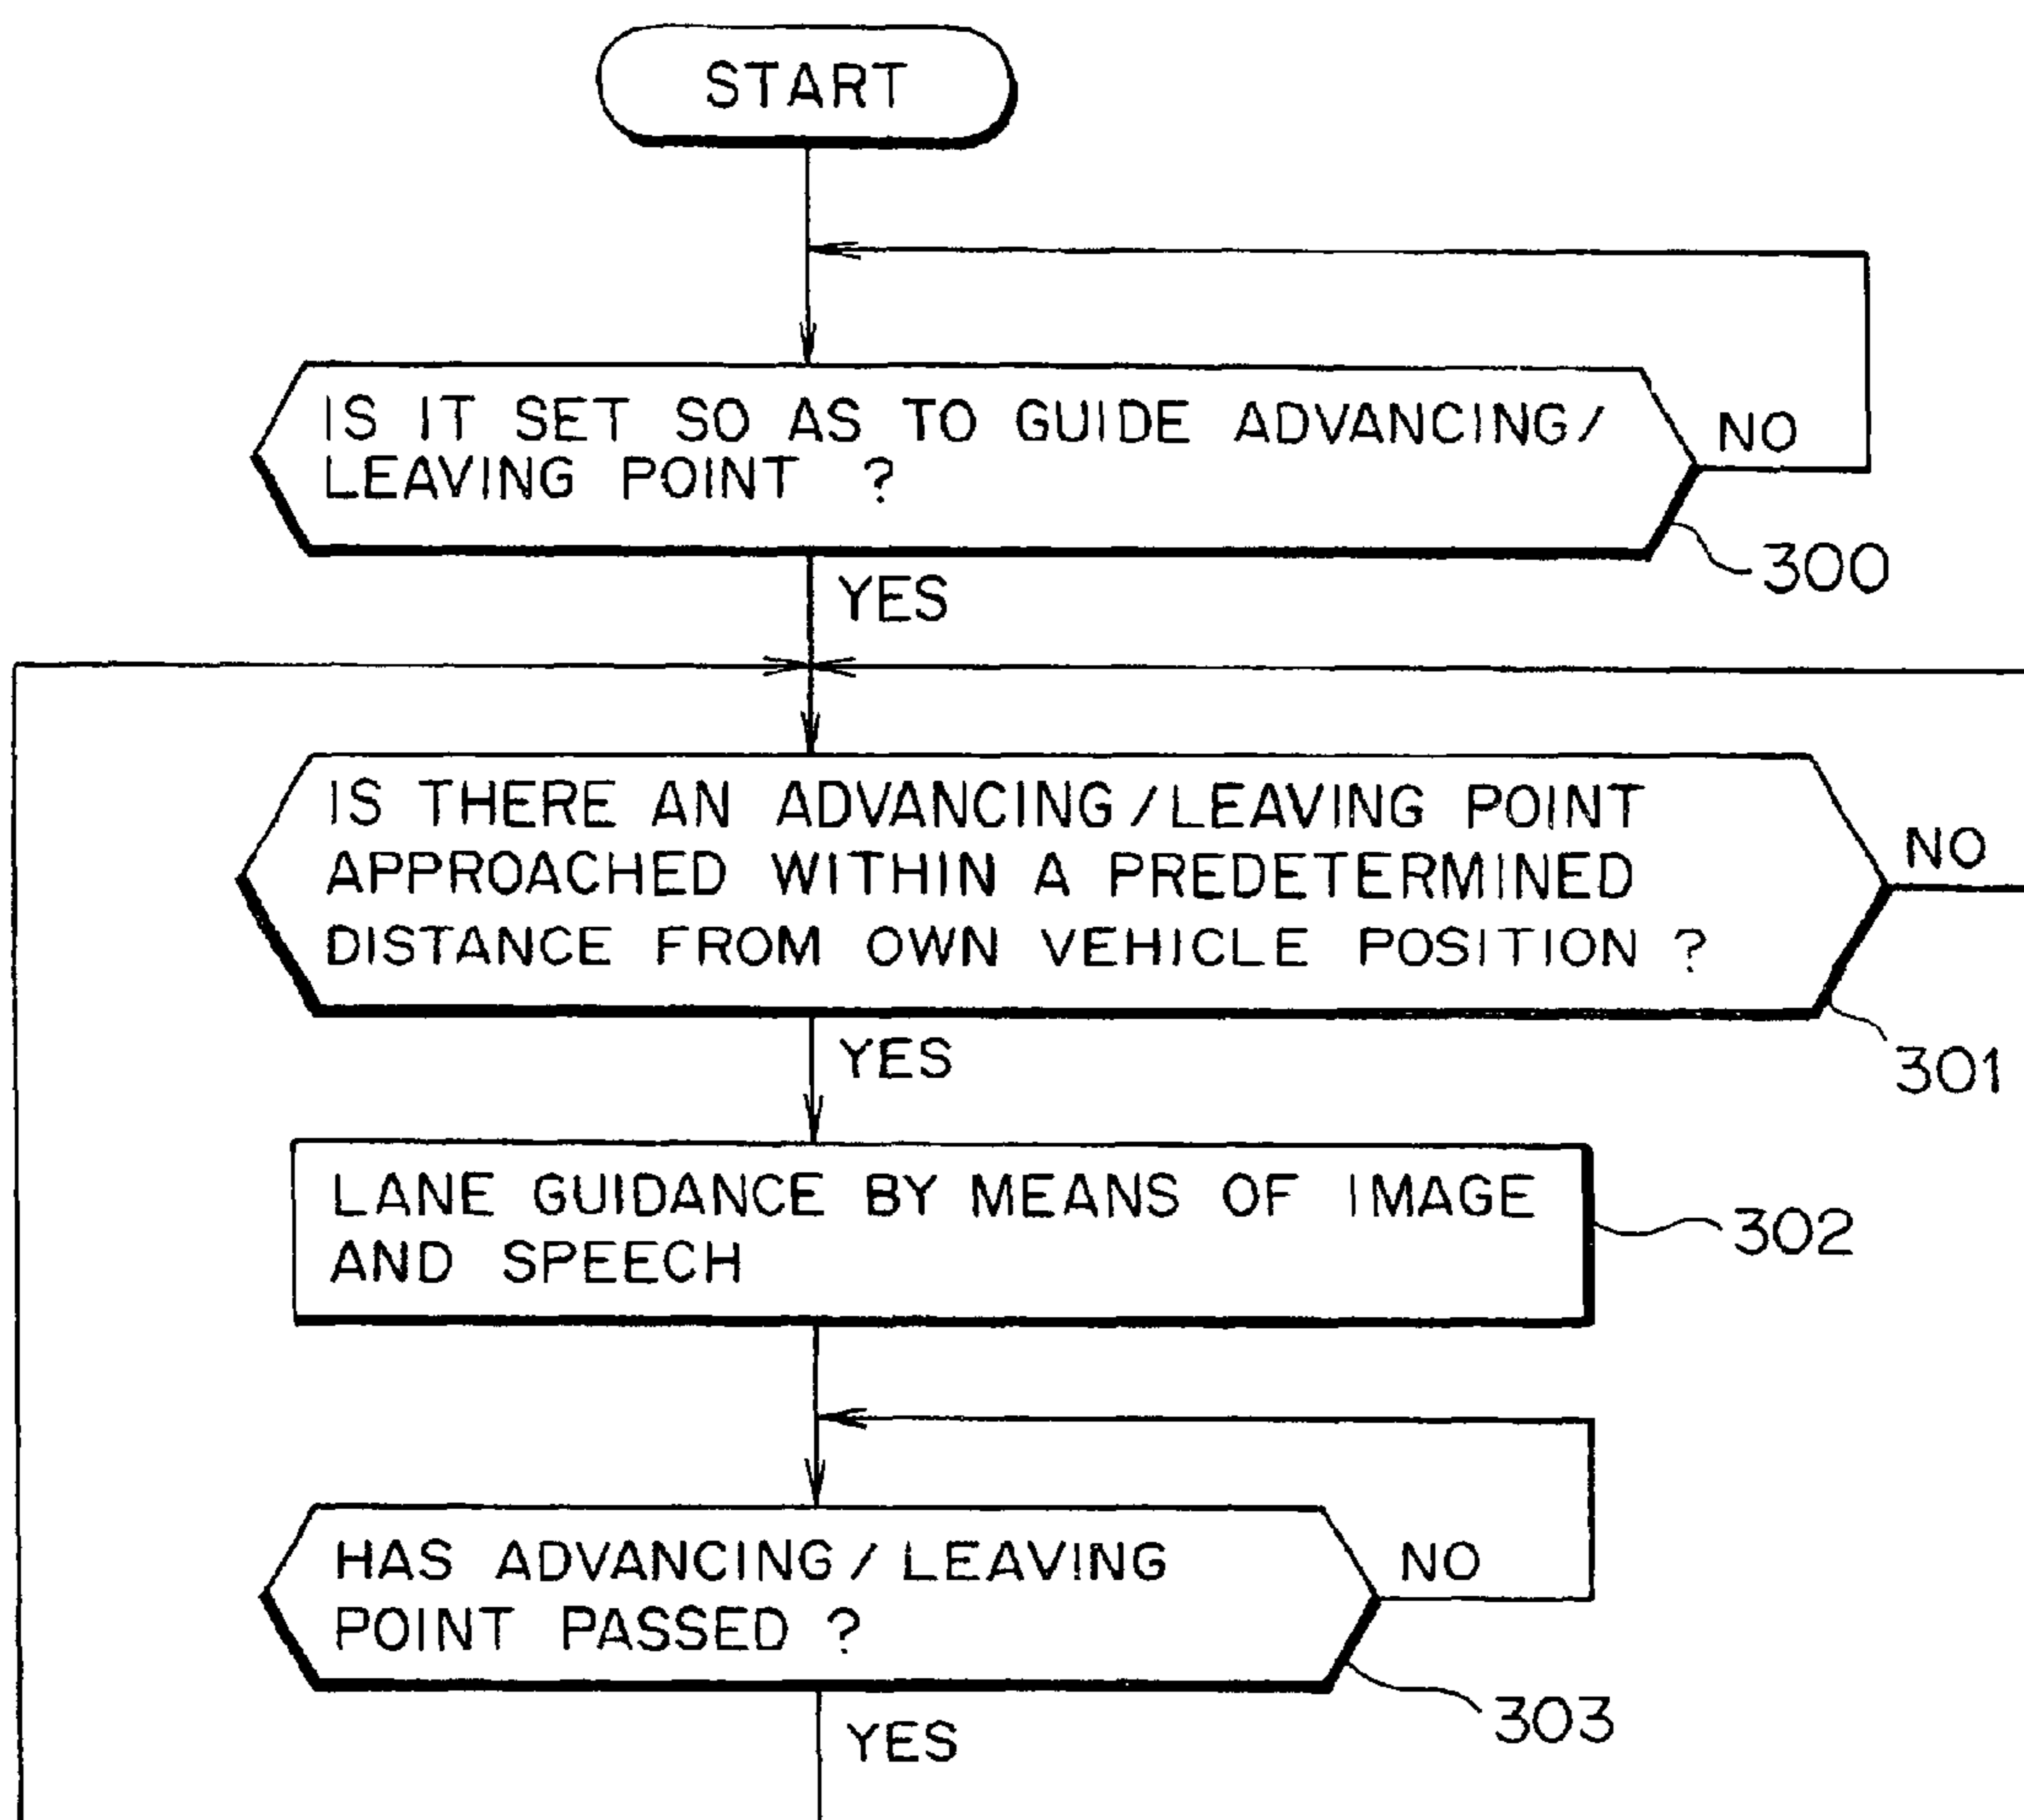 START
IS IT SET SO AS TO GUIDE ADVANCING/
LEAVING POINT ?
NO
300
YES
IS THERE AN ADVANCING/LEAVING POINT
APPROACHED WITHIN A PREDETERMINED
DISTANCE FROM OWN VEHICLE POSITION ?
NO
301
YES
LANE GUIDANCE BY MEANS OF IMAGE
AND SPEECH
302
HAS ADVANCING/LEAVING
POINT PASSED ?
NO
303
YES